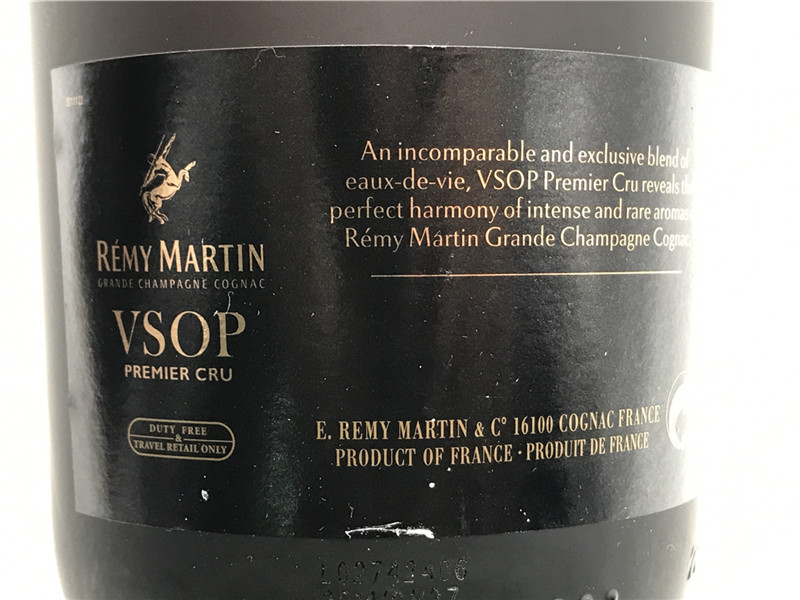 RÉMY MARTIN
GRANDE CHAMPAGNE COGNAC
VSOP
PREMIER CRU
DUTY FREE
&
TRAVEL RETAIL ONLY
An incomparable and exclusive blend of
eaux-de-vie, VSOP Premier Cru reveals the
perfect harmony of intense and rare aromas
Rémy Martin Grande Champagne Cognac.
E. REMY MARTIN & C° 16100 COGNAC FRANCE
PRODUCT OF FRANCE · PRODUIT DE FRANCE